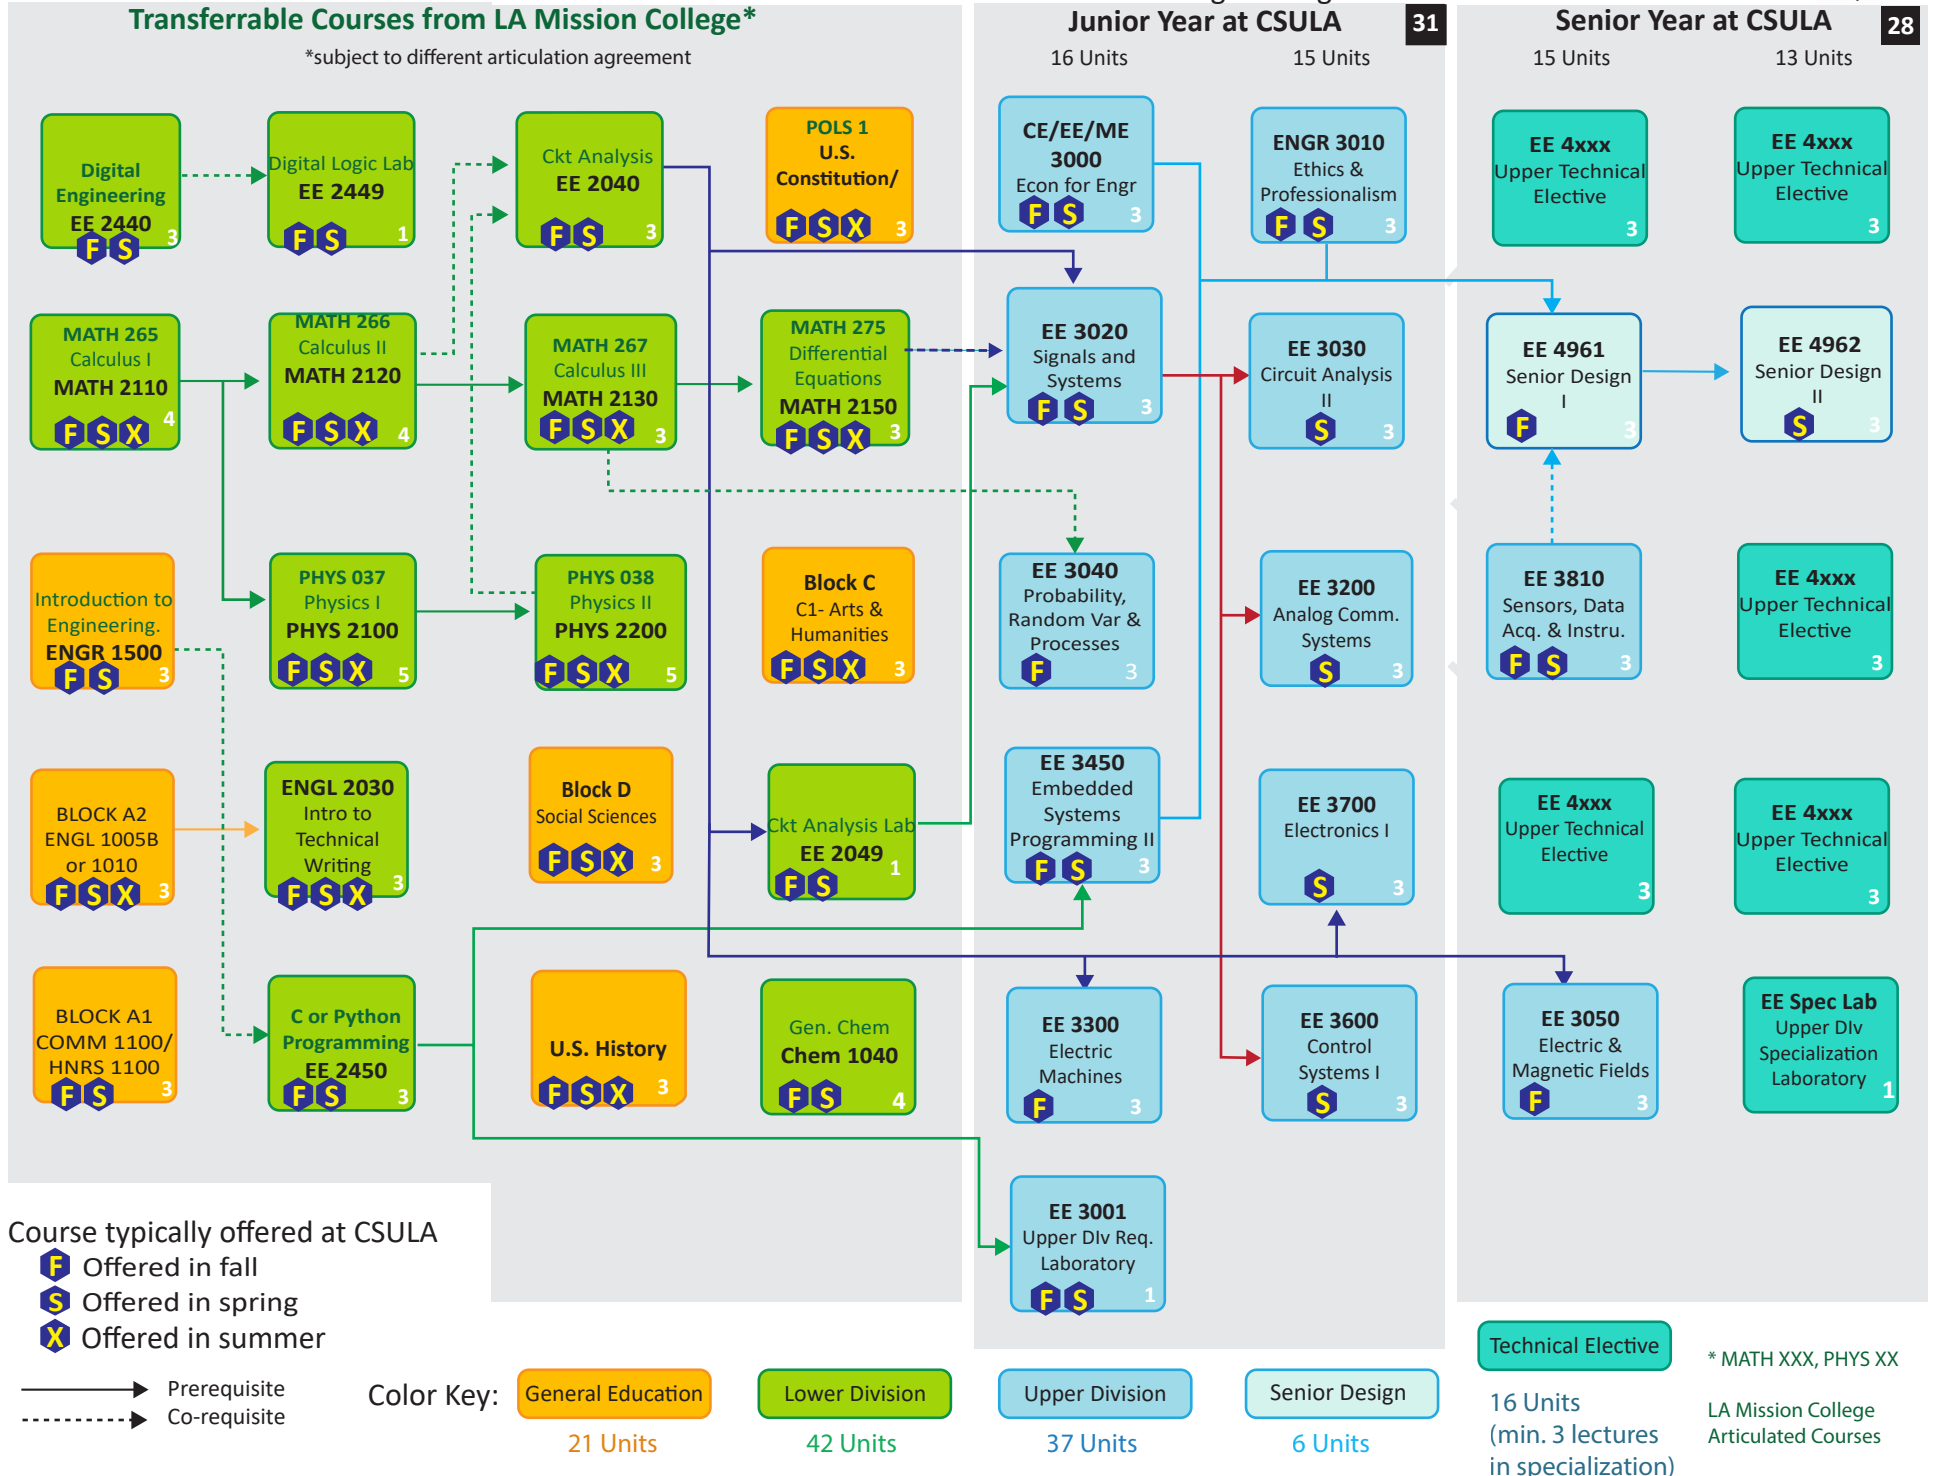 Transferrable Courses from LA Mission College*
*subject to different articulation agreement
Junior Year at CSULA
31
16 Units
15 Units
Senior Year at CSULA
28
15 Units
13 Units
Digital
Engineering
EE 2440
3
F S
Digital Logic Lab
EE 2449
F S
1
Ckt Analysis
EE 2040
F S
3
POLS 1
U.S.
Constitution/
F S X
3
CE/EE/ME
3000
Econ for Engr
F S
3
ENGR 3010
Ethics &
Professionalism
F S
3
EE 4xxx
Upper Technical
Elective
3
EE 4xxx
Upper Technical
Elective
3
MATH 265
Calculus I
MATH 2110
F S X
4
MATH 266
Calculus II
MATH 2120
F S X
4
MATH 267
Calculus III
MATH 2130
F S X
3
MATH 275
Differential
Equations
MATH 2150
F S X
3
EE 3020
Signals and
Systems
F S
3
EE 3030
Circuit Analysis
II
S
3
EE 4961
Senior Design
I
F
3
EE 4962
Senior Design
II
S
3
Introduction to
Engineering.
ENGR 1500
F S
3
PHYS 037
Physics I
PHYS 2100
F S X
5
PHYS 038
Physics II
PHYS 2200
F S X
5
Block C
C1- Arts &
Humanities
F S X
3
EE 3040
Probability,
Random Var &
Processes
F
3
EE 3200
Analog Comm.
Systems
S
3
EE 3810
Sensors, Data
Acq. & Instru.
F S
3
EE 4xxx
Upper Technical
Elective
3
BLOCK A2
ENGL 1005B
or 1010
F S X
3
ENGL 2030
Intro to
Technical
Writing
F S X
3
Block D
Social Sciences
F S X
3
Ckt Analysis Lab
EE 2049
F S
1
EE 3450
Embedded
Systems
Programming II
F S
3
EE 3700
Electronics I
S
3
EE 4xxx
Upper Technical
Elective
3
EE 4xxx
Upper Technical
Elective
3
BLOCK A1
COMM 1100/
HNRS 1100
F S
3
C or Python
Programming
EE 2450
F S
3
U.S. History
F S X
3
Gen. Chem
Chem 1040
F S
4
EE 3300
Electric
Machines
F
3
EE 3600
Control
Systems I
S
3
EE 3050
Electric &
Magnetic Fields
F
3
EE Spec Lab
Upper DIv
Specialization
Laboratory
1
EE 3001
Upper DIv Req.
Laboratory
F S
1
Course typically offered at CSULA
F Offered in fall
S Offered in spring
X Offered in summer
Prerequisite
Co-requisite
Color Key:
General Education
21 Units
Lower Division
42 Units
Upper Division
37 Units
Senior Design
6 Units
Technical Elective
16 Units
(min. 3 lectures
in specialization)
* MATH XXX, PHYS XX
LA Mission College
Articulated Courses